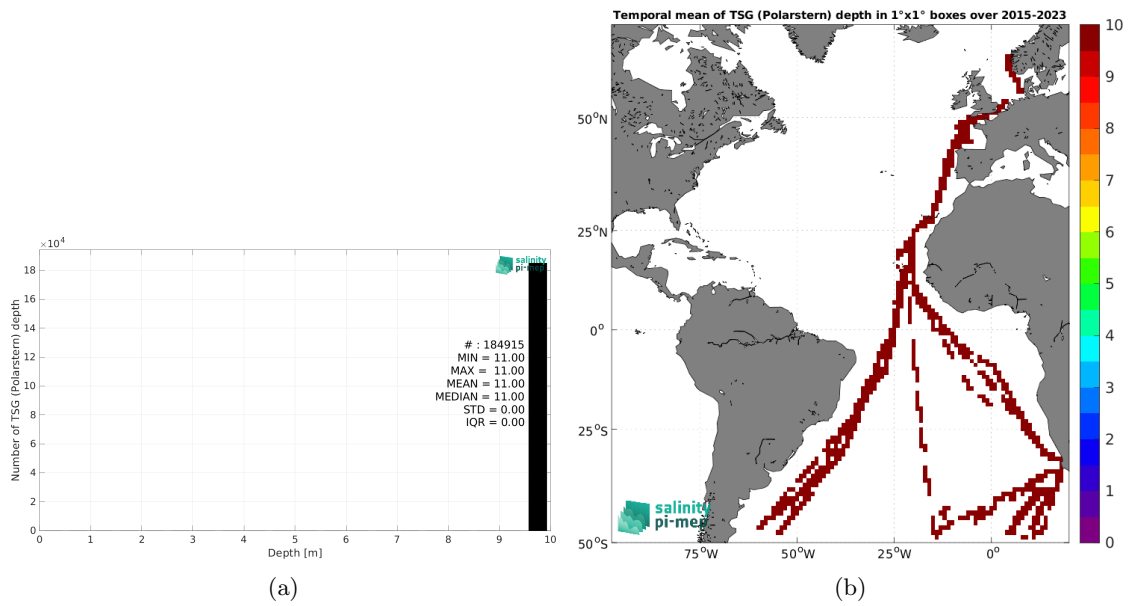 ×10⁴
18
16
14
12
10
8
6
4
2
0
Number of TSG (Polarstern) depth
salinity
pi-mep
# : 184915
MIN = 11.00
MAX = 11.00
MEAN = 11.00
MEDIAN = 11.00
STD = 0.00
IQR = 0.00
0 1 2 3 4 5 6 7 8 9 10
Depth [m]
(a)
Temporal mean of TSG (Polarstern) depth in 1°x1° boxes over 2015-2023
50°N
25°N
0°
25°S
50°S
75°W 50°W 25°W 0°
salinity
pi-mep
10
9
8
7
6
5
4
3
2
1
0
(b)